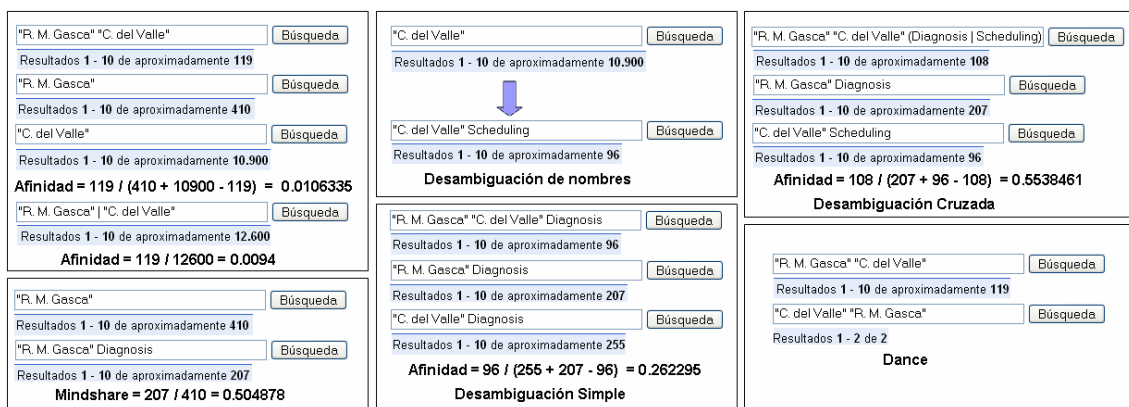 "R. M. Gasca" "C. del Valle" Búsqueda
Resultados 1 - 10 de aproximadamente 119
"R. M. Gasca" Búsqueda
Resultados 1 - 10 de aproximadamente 410
"C. del Valle" Búsqueda
Resultados 1 - 10 de aproximadamente 10.900
Afinidad = 119 / (410 + 10900 - 119) = 0.0106335
"R. M. Gasca" | "C. del Valle" Búsqueda
Resultados 1 - 10 de aproximadamente 12.600
Afinidad = 119 / 12600 = 0.0094
"R. M. Gasca" Búsqueda
Resultados 1 - 10 de aproximadamente 410
"R. M. Gasca" Diagnosis Búsqueda
Resultados 1 - 10 de aproximadamente 207
Mindshare = 207 / 410 = 0.504878
"C. del Valle" Búsqueda
Resultados 1 - 10 de aproximadamente 10.900
"C. del Valle" Scheduling Búsqueda
Resultados 1 - 10 de aproximadamente 96
Desambiguación de nombres
"R. M. Gasca" "C. del Valle" Diagnosis Búsqueda
Resultados 1 - 10 de aproximadamente 96
"R. M. Gasca" Diagnosis Búsqueda
Resultados 1 - 10 de aproximadamente 207
"C. del Valle" Diagnosis Búsqueda
Resultados 1 - 10 de aproximadamente 255
Afinidad = 96 / (255 + 207 - 96) = 0.262295
Desambiguación Simple
"R. M. Gasca" "C. del Valle" (Diagnosis | Scheduling) Búsqueda
Resultados 1 - 10 de aproximadamente 108
"R. M. Gasca" Diagnosis Búsqueda
Resultados 1 - 10 de aproximadamente 207
"C. del Valle" Scheduling Búsqueda
Resultados 1 - 10 de aproximadamente 96
Afinidad = 108 / (207 + 96 - 108) = 0.5538461
Desambiguación Cruzada
"R. M. Gasca" "C. del Valle" Búsqueda
Resultados 1 - 10 de aproximadamente 119
"C. del Valle" "R. M. Gasca" Búsqueda
Resultados 1 - 2 de 2
Dance